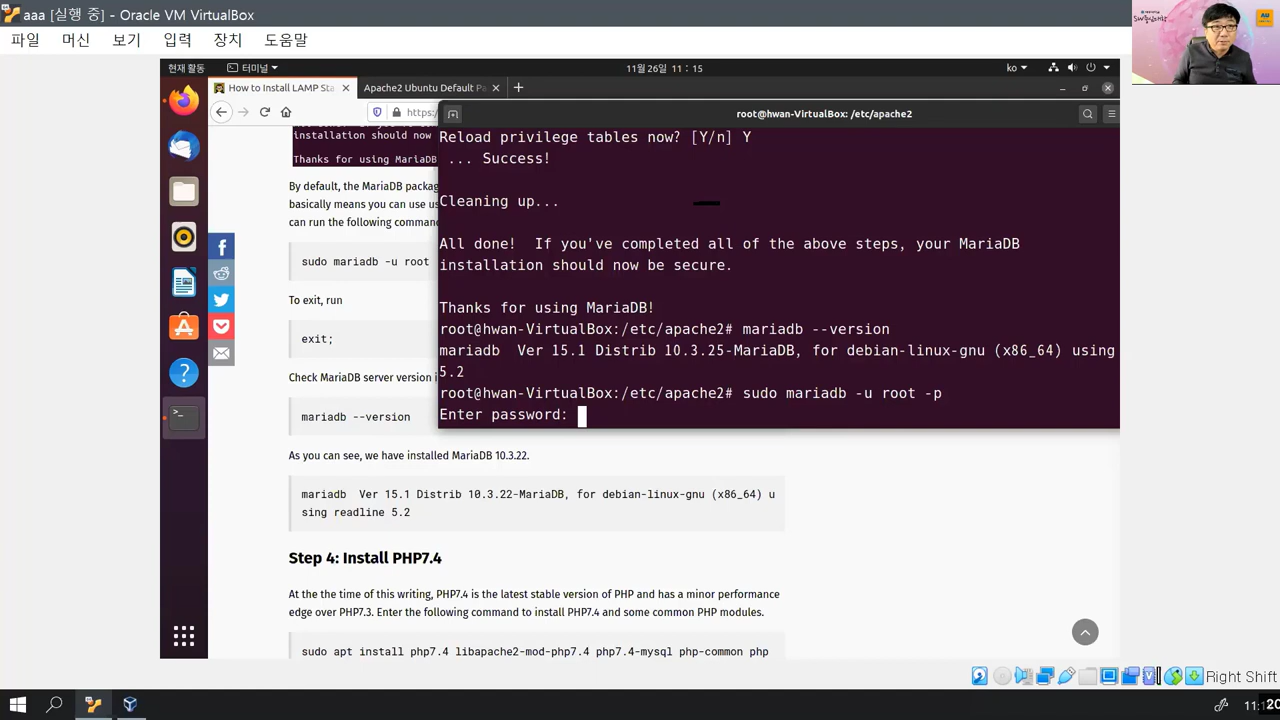 aaa [실행 중] - Oracle VM VirtualBox
파일 머신 보기 입력 장치 도움말
현재 활동 터미널 11월 26일 11 : 15 ko
How to Install LAMP Sta Apache2 Ubuntu Default Pa
https:
root@hwan-VirtualBox: /etc/apache2
installation should now
Thanks for using MariaDB
By default, the MariaDB packag
basically means you can use us
can run the following command
sudo mariadb -u root
To exit, run
exit;
Check MariaDB server version i
mariadb --version
As you can see, we have installed MariaDB 10.3.22.
mariadb Ver 15.1 Distrib 10.3.22-MariaDB, for debian-linux-gnu (x86_64) u
sing readline 5.2
Step 4: Install PHP7.4
At the the time of this writing, PHP7.4 is the latest stable version of PHP and has a minor performance
edge over PHP7.3. Enter the following command to install PHP7.4 and some common PHP modules.
sudo apt install php7.4 libapache2-mod-php7.4 php7.4-mysql php-common php
Reload privilege tables now? [Y/n] Y
... Success!
Cleaning up...
All done! If you've completed all of the above steps, your MariaDB
installation should now be secure.
Thanks for using MariaDB!
root@hwan-VirtualBox:/etc/apache2# mariadb --version
mariadb Ver 15.1 Distrib 10.3.25-MariaDB, for debian-linux-gnu (x86_64) using
5.2
root@hwan-VirtualBox:/etc/apache2# sudo mariadb -u root -p
Enter password:
SW중심대학
AU
Right Shift